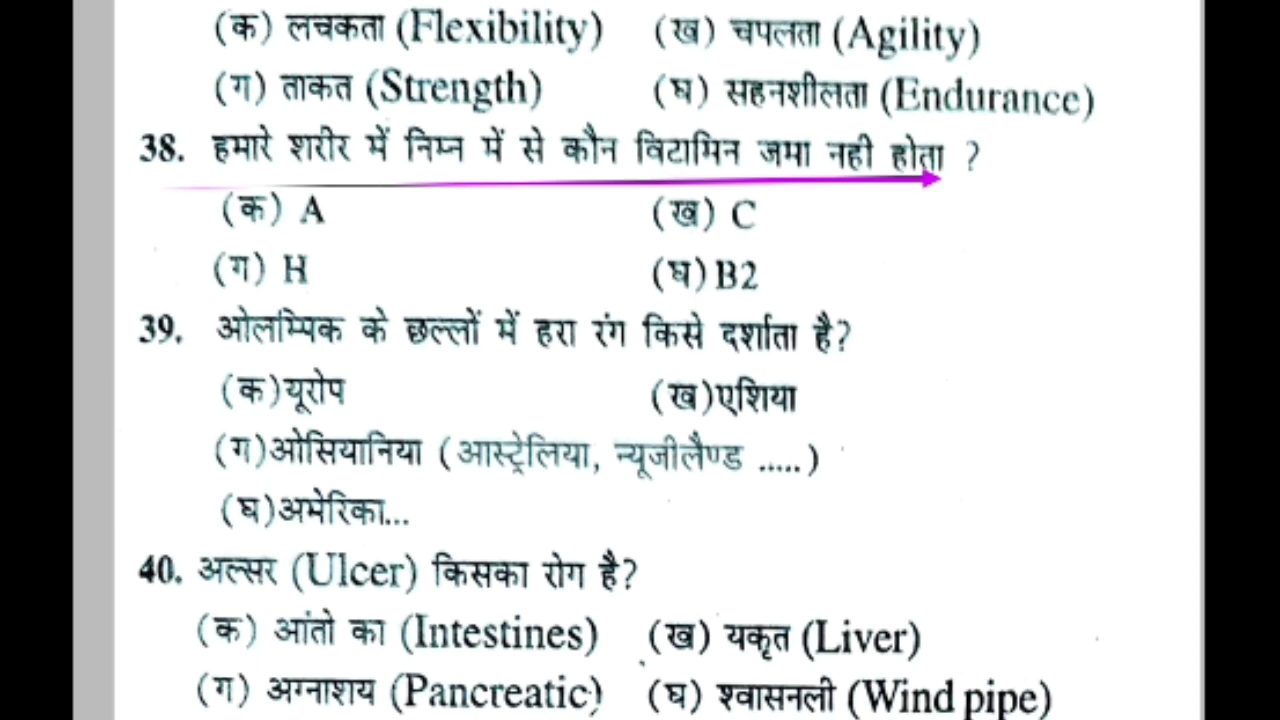 (क) लचकता (Flexibility) (ख) चपलता (Agility)
(ग) ताकत (Strength) (घ) सहनशीलता (Endurance)
38. हमारे शरीर में निम्न में से कौन विटामिन जमा नही होता ?
(क) A (ख) C
(ग) H (घ) B2
39. ओलम्पिक के छल्लों में हरा रंग किसे दर्शाता है?
(क)यूरोप (ख)एशिया
(ग)ओसियानिया (आस्ट्रेलिया, न्यूजीलैण्ड .....)
(घ)अमेरिका...
40. अल्सर (Ulcer) किसका रोग है?
(क) आंतो का (Intestines) (ख) यकृत (Liver)
(ग) अग्नाशय (Pancreatic) (घ) श्वासनली (Wind pipe)